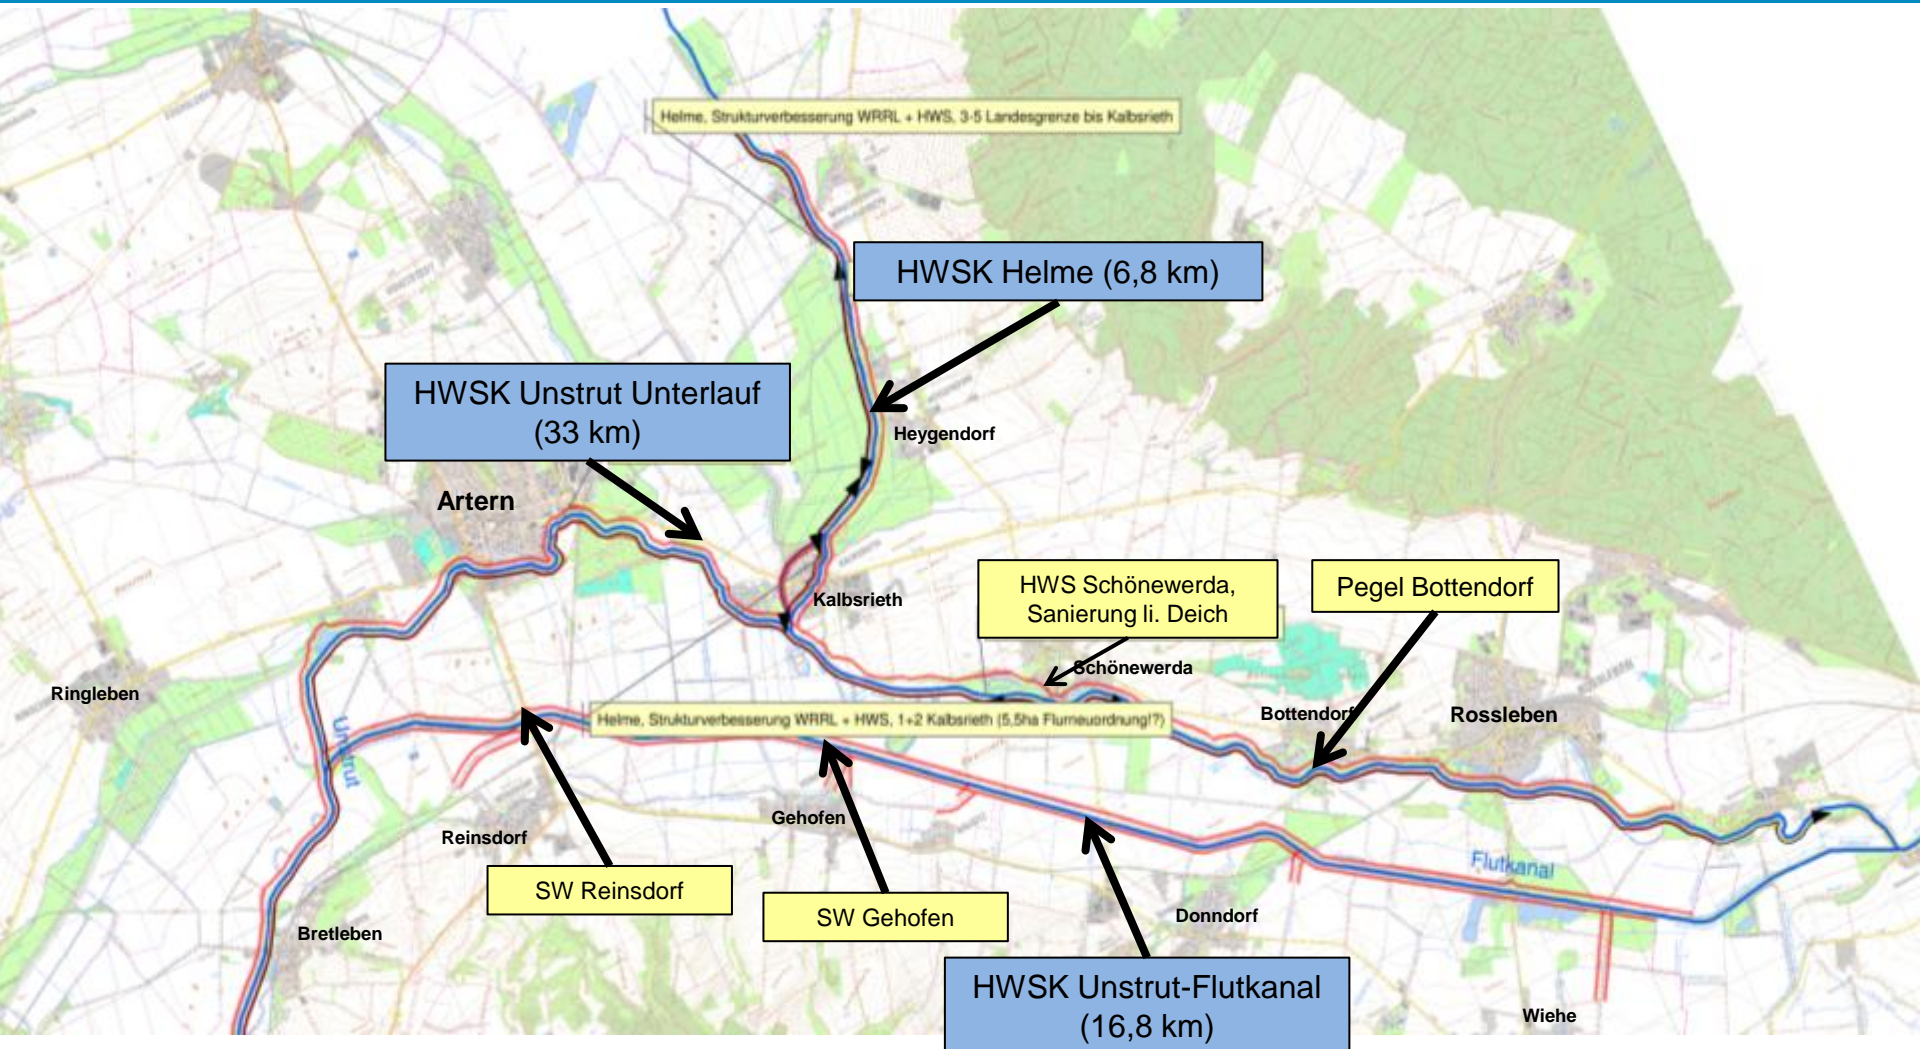 Helme, Strukturverbesserung WRRL + HWS, 3-5 Landesgrenze bis Kalbsrieth
HWSK Helme (6,8 km)
HWSK Unstrut Unterlauf
(33 km)
Heygendorf
Artern
HWS Schönewerda,
Sanierung li. Deich
Pegel Bottendorf
Kalbsrieth
Schönewerda
Ringleben
Unstrut
Helme, Strukturverbesserung WRRL + HWS, 1+2 Kalbsrieth (5,5ha Flurneuordnung!?)
Bottendorf
Rossleben
Reinsdorf
Gehofen
Flutkanal
SW Reinsdorf
SW Gehofen
Donndorf
Bretleben
HWSK Unstrut-Flutkanal
(16,8 km)
Wiehe